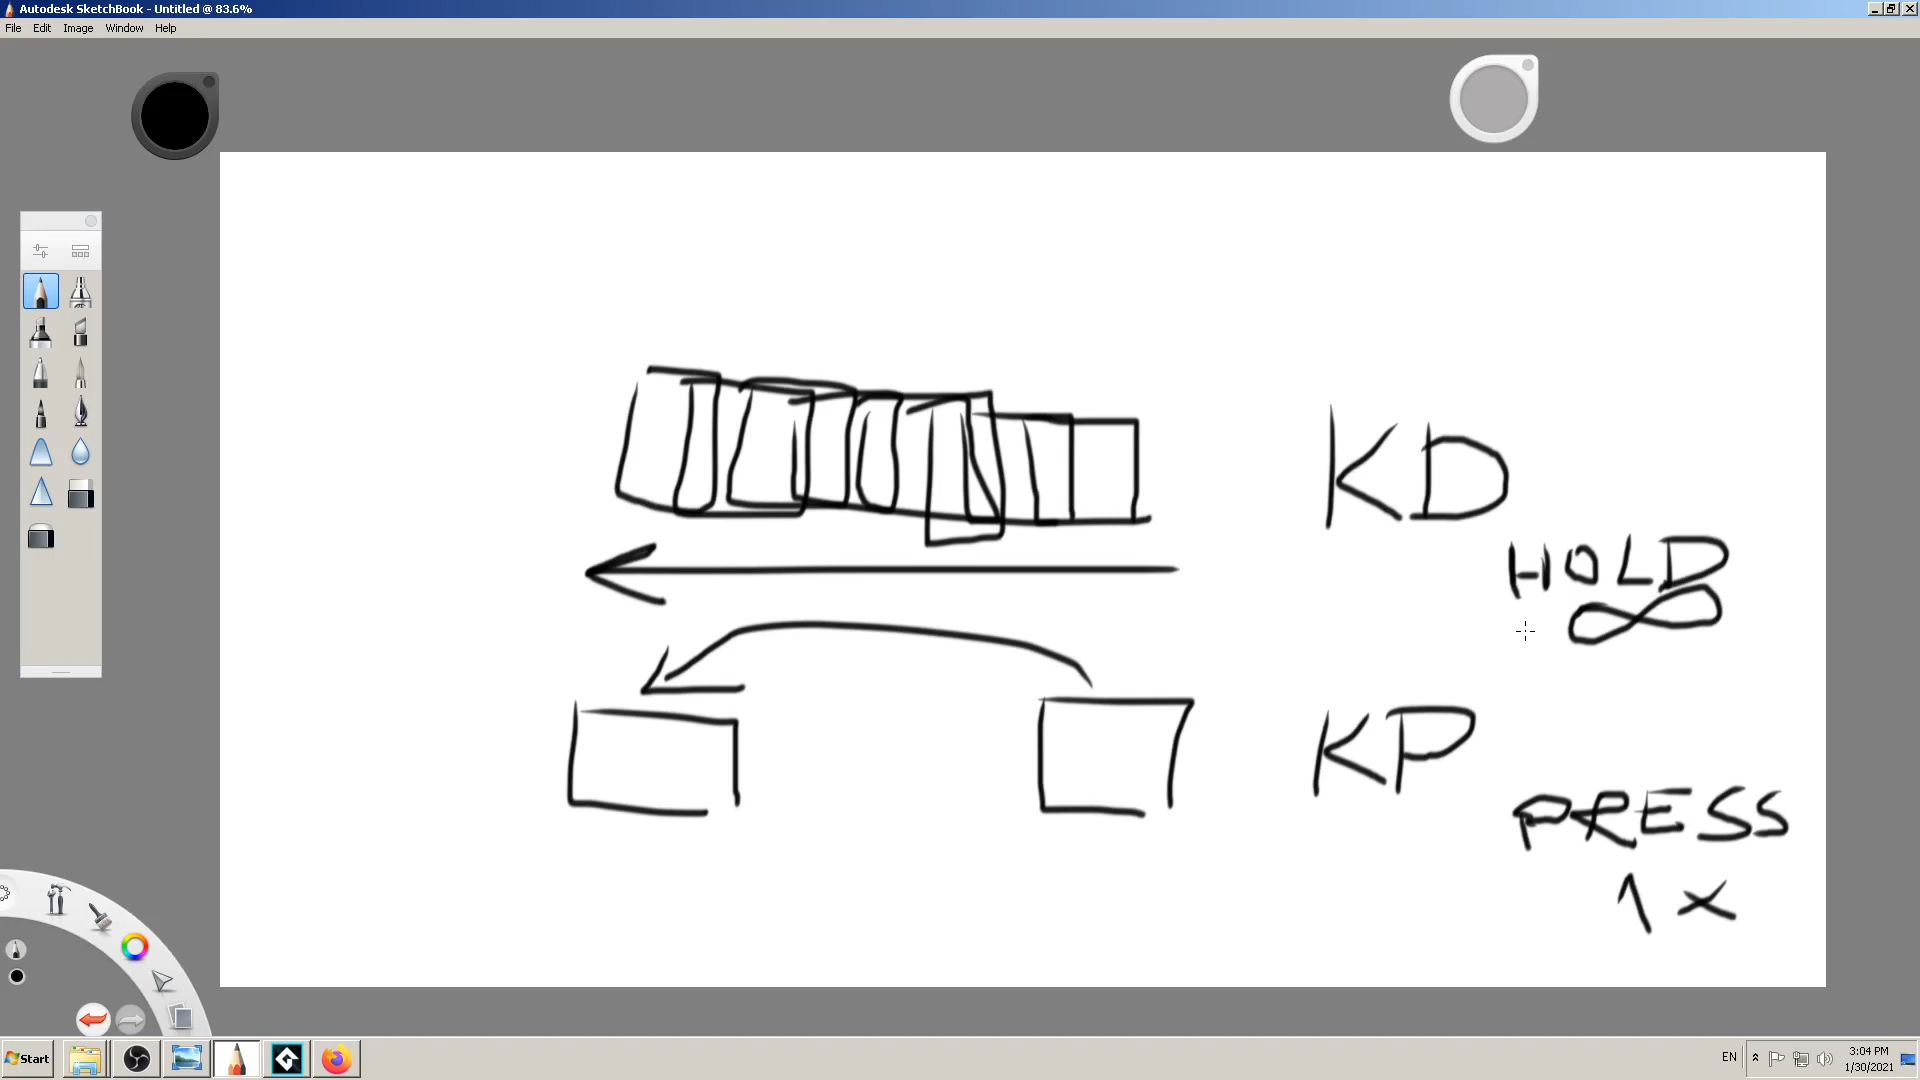 Autodesk SketchBook - Untitled @ 83.6%
File Edit Image Window Help
KD
HOLD
∞
KP
PRESS
1 x
Start
EN
3:04 PM
1/30/2021